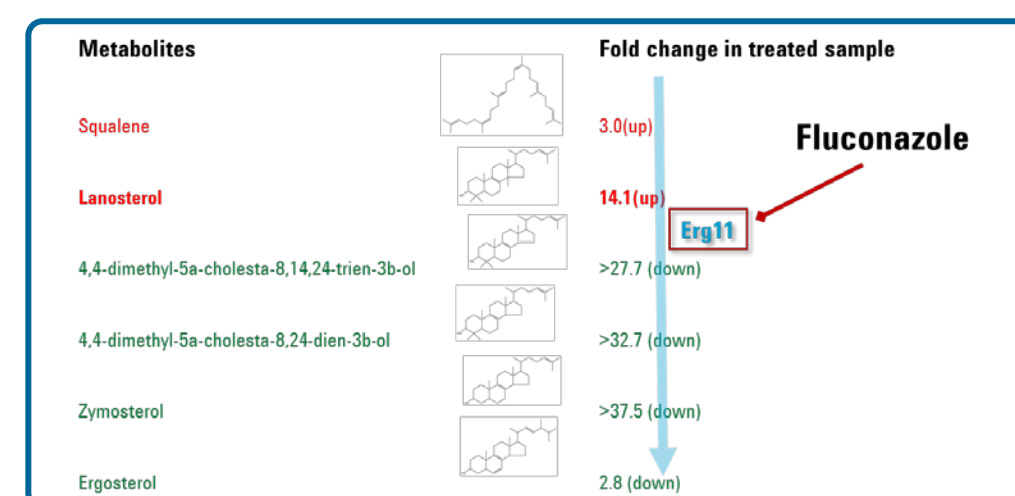 Metabolites Fold change in treated sample
Squalene 3.0(up)
Fluconazole
Lanosterol 14.1(up)
Erg11
4,4-dimethyl-5a-cholesta-8,14,24-trien-3b-ol >27.7 (down)
4,4-dimethyl-5a-cholesta-8,24-dien-3b-ol >32.7 (down)
Zymosterol >37.5 (down)
Ergosterol 2.8 (down)